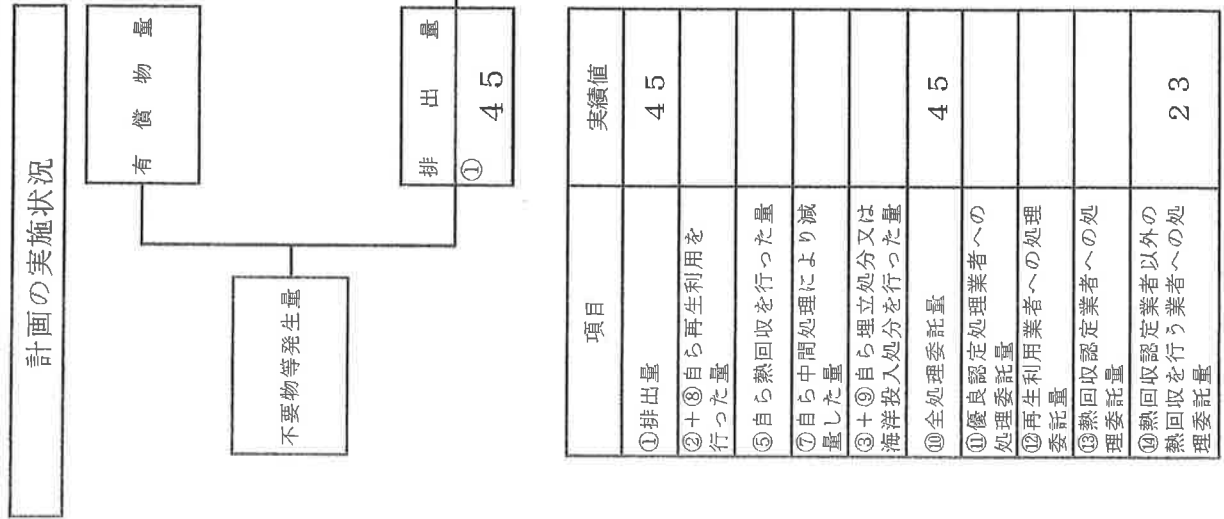 計画の実施状況
有償物量
不要物等発生量
排出量
①
45
項目
実績値
①排出量
45
②+⑧自ら再生利用を
行った量
⑤自ら熱回収を行った量
⑦自ら中間処理により減
量した量
③+⑨自ら埋立処分又は
海洋投入処分を行った量
⑩全処理委託量
45
⑪優良認定処理業者への
処理委託量
⑫再生利用業者への処理
委託量
⑬熱回収認定業者への処
理委託量
⑭熱回収認定業者以外の
熱回収を行う業者への処
理委託量
23